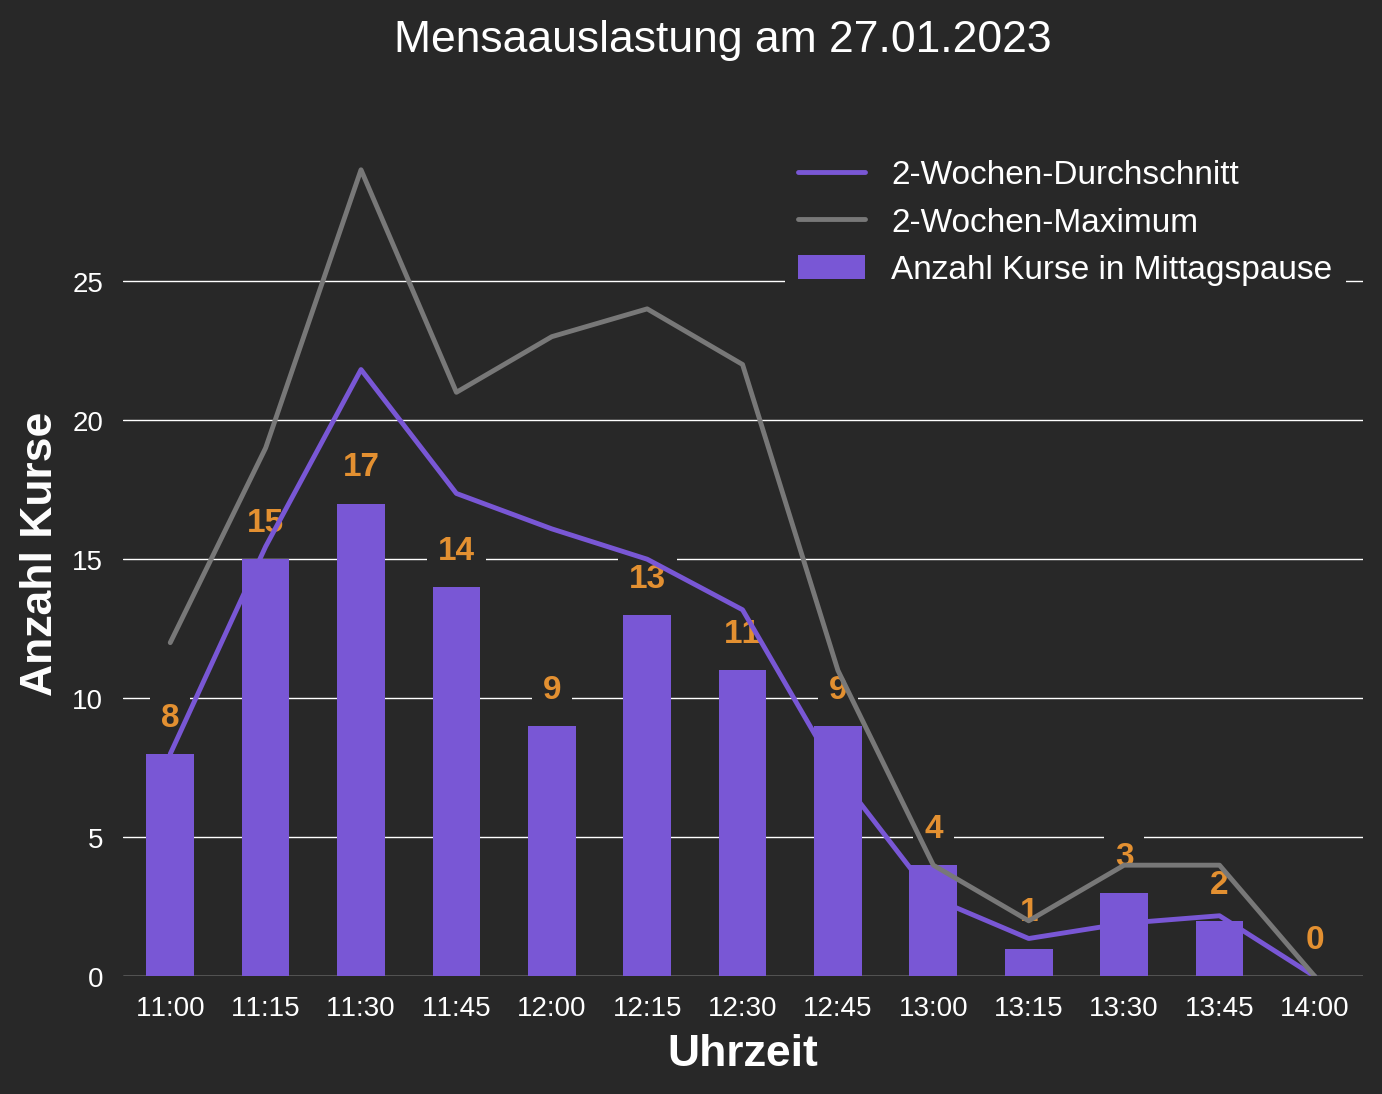 Mensaauslastung am 27.01.2023
2-Wochen-Durchschnitt
2-Wochen-Maximum
Anzahl Kurse in Mittagspause
Anzahl Kurse
25
20
15
10
5
0
8
15
17
14
9
13
11
9
4
1
3
2
0
11:00 11:15 11:30 11:45 12:00 12:15 12:30 12:45 13:00 13:15 13:30 13:45 14:00
Uhrzeit